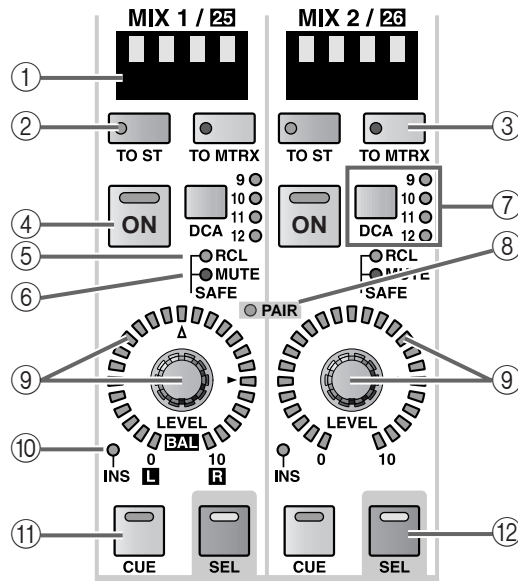 MIX 1 / 25 MIX 2 / 26
①
② ③
TO ST TO MTRX TO ST TO MTRX
9 9
④ ON 10 ON 10 ⑦
11 11
DCA 12 DCA 12
⑤ RCL RCL ⑧
⑥ MUTE MUTE
SAFE SAFE
PAIR
⑨ ⑨
LEVEL LEVEL
BAL
⑩ 0 10 0 10
INS L R INS
⑪ ⑫
CUE SEL CUE SEL